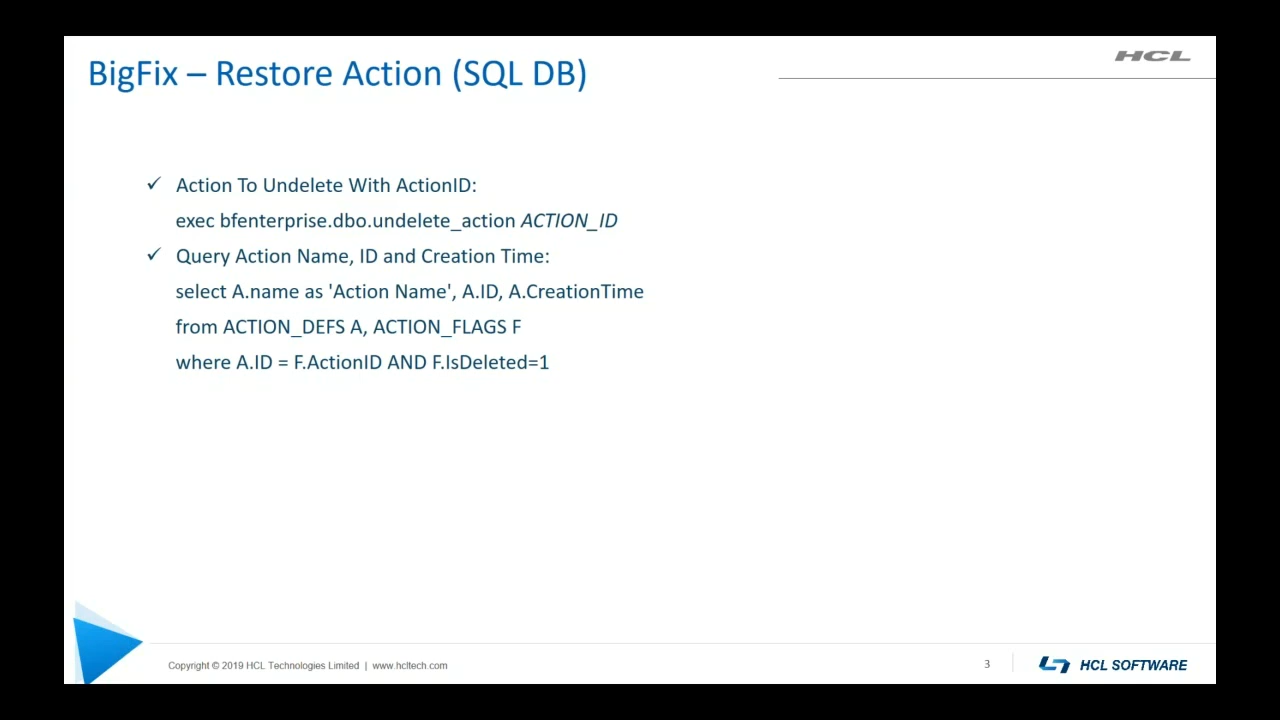 BigFix – Restore Action (SQL DB)
HCL
✓ Action To Undelete With ActionID:
exec bfenterprise.dbo.undelete_action ACTION_ID
✓ Query Action Name, ID and Creation Time:
select A.name as 'Action Name', A.ID, A.CreationTime
from ACTION_DEFS A, ACTION_FLAGS F
where A.ID = F.ActionID AND F.IsDeleted=1
Copyright © 2019 HCL Technologies Limited | www.hcltech.com
3
HCL SOFTWARE